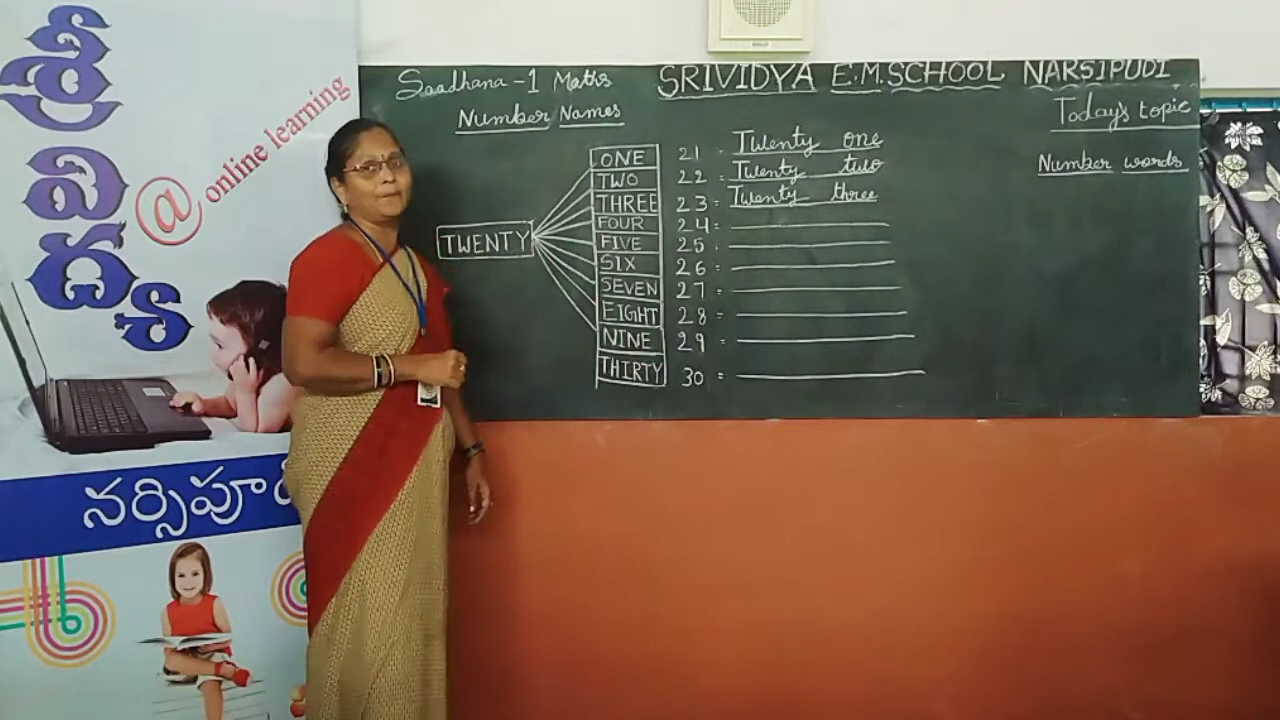 శ్రీ
విద్యా
@ online learning
నర్సిపూ
Saadhana - 1 Maths
Number Names
SRIVIDYA E.M.SCHOOL NARSIPUDI
Today's topic
Number words
TWENTY
ONE 21 = Twenty one
TWO 22 = Twenty two
THREE 23 = Twenty three
FOUR 24 =
FIVE 25 =
SIX 26 =
SEVEN 27 =
EIGHT 28 =
NINE 29 =
THIRTY 30 =